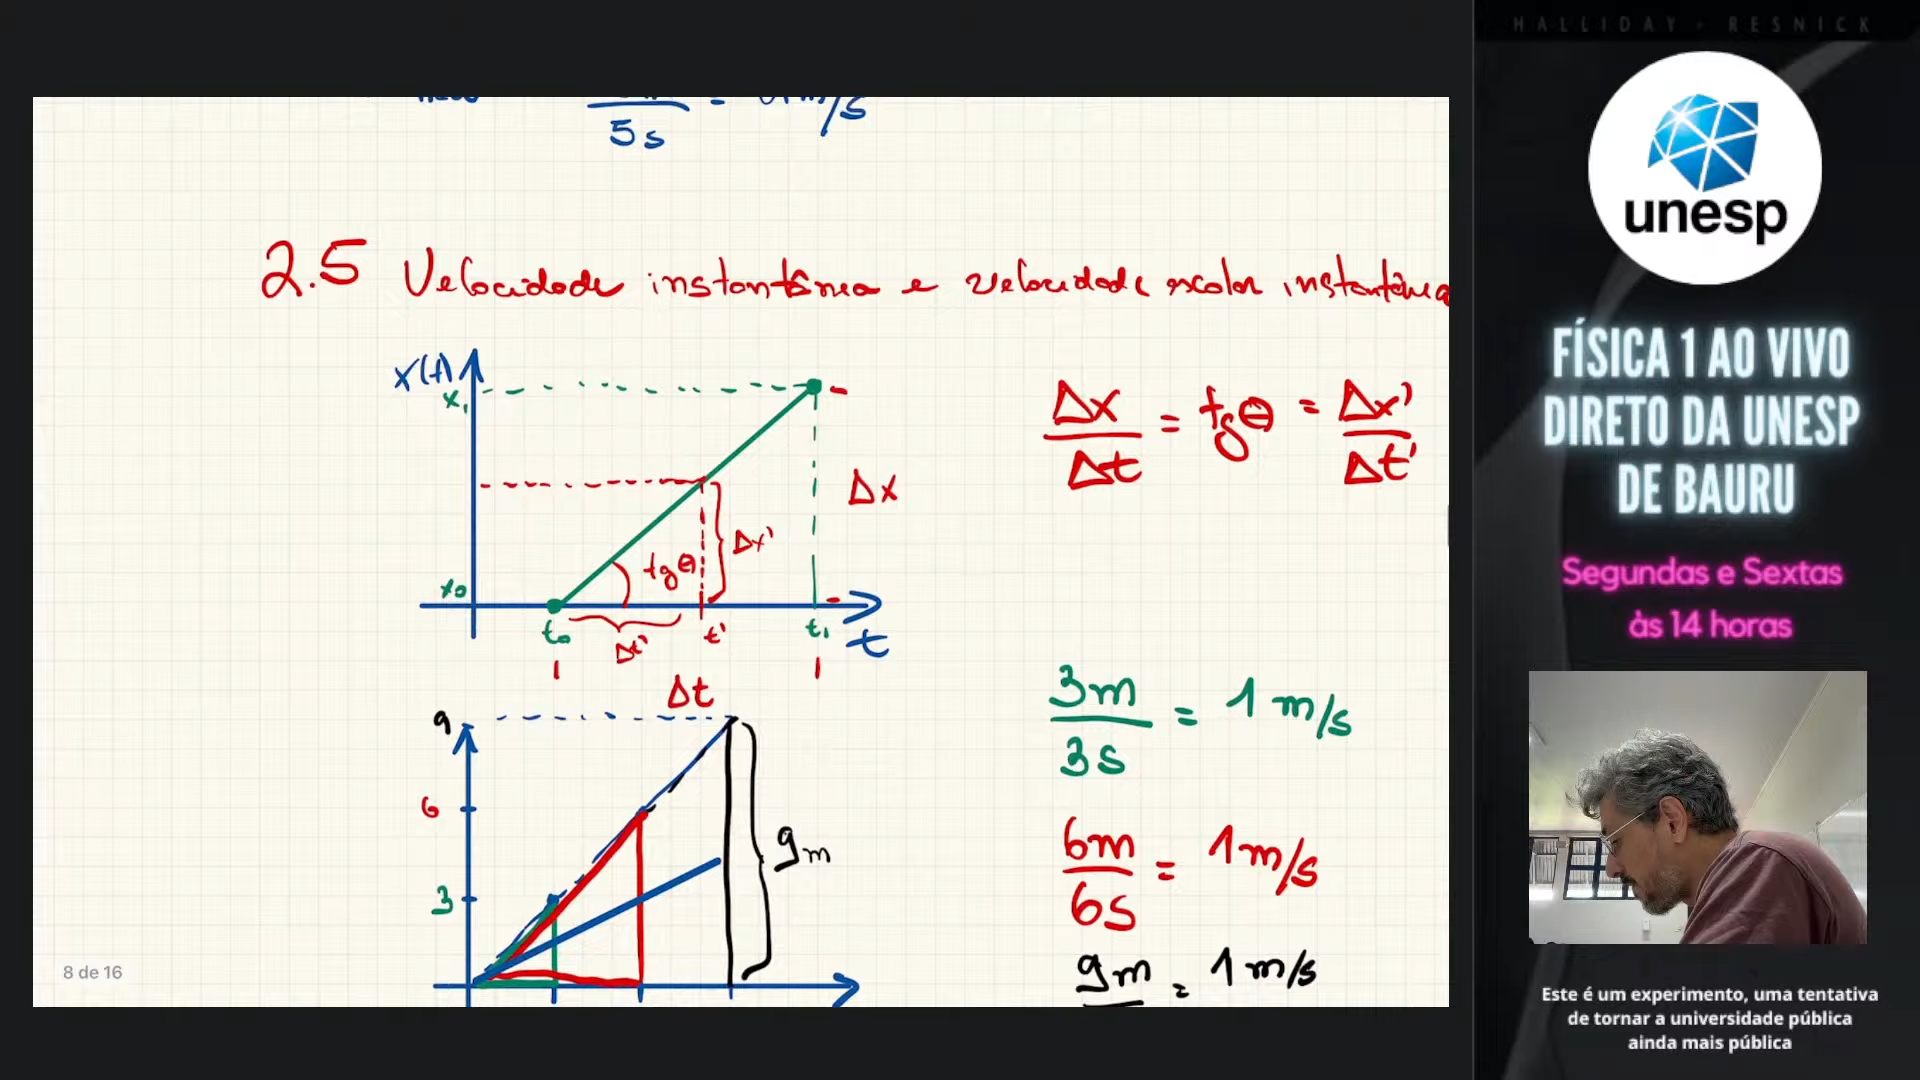 5s
= m/s
2.5 Velocidade instantânea e velocidade escalar instantânea
x(t)
x₁
x₀
t₀
Δt'
t'
t₁
t
tgθ
Δx'
Δx
Δt
Δx/Δt = tgθ = Δx'/Δt'
9
6
3
9m
3m/3s = 1 m/s
6m/6s = 1 m/s
9m = 1 m/s
8 de 16
HALLIDAY - RESNICK
unesp
FÍSICA 1 AO VIVO
DIRETO DA UNESP
DE BAURU
Segundas e Sextas
às 14 horas
Este é um experimento, uma tentativa
de tornar a universidade pública
ainda mais pública